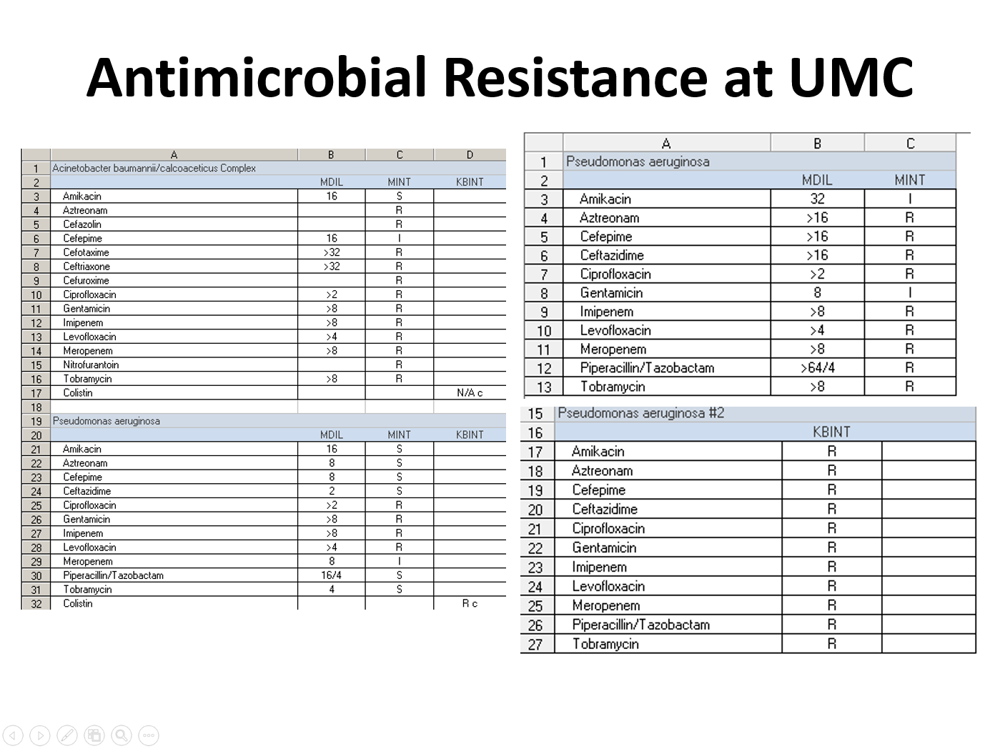 Antimicrobial Resistance at UMC
A B C D
1 Acinetobacter baumannii/calcoaceticus Complex
2 MDIL MINT KBINT
3 Amikacin 16 S
4 Aztreonam R
5 Cefazolin R
6 Cefepime 16 I
7 Cefotaxime >32 R
8 Ceftriaxone >32 R
9 Cefuroxime R
10 Ciprofloxacin >2 R
11 Gentamicin >8 R
12 Imipenem >8 R
13 Levofloxacin >4 R
14 Meropenem >8 R
15 Nitrofurantoin R
16 Tobramycin >8 R
17 Colistin N/A c
18
19 Pseudomonas aeruginosa
20 MDIL MINT KBINT
21 Amikacin 16 S
22 Aztreonam 8 S
23 Cefepime 8 S
24 Ceftazidime 2 S
25 Ciprofloxacin >2 R
26 Gentamicin >8 R
27 Imipenem >8 R
28 Levofloxacin >4 R
29 Meropenem 8 I
30 Piperacillin/Tazobactam 16/4 S
31 Tobramycin 4 S
32 Colistin R c
A B C
1 Pseudomonas aeruginosa
2 MDIL MINT
3 Amikacin 32 I
4 Aztreonam >16 R
5 Cefepime >16 R
6 Ceftazidime >16 R
7 Ciprofloxacin >2 R
8 Gentamicin 8 I
9 Imipenem >8 R
10 Levofloxacin >4 R
11 Meropenem >8 R
12 Piperacillin/Tazobactam >64/4 R
13 Tobramycin >8 R
15 Pseudomonas aeruginosa #2
16 KBINT
17 Amikacin R
18 Aztreonam R
19 Cefepime R
20 Ceftazidime R
21 Ciprofloxacin R
22 Gentamicin R
23 Imipenem R
24 Levofloxacin R
25 Meropenem R
26 Piperacillin/Tazobactam R
27 Tobramycin R